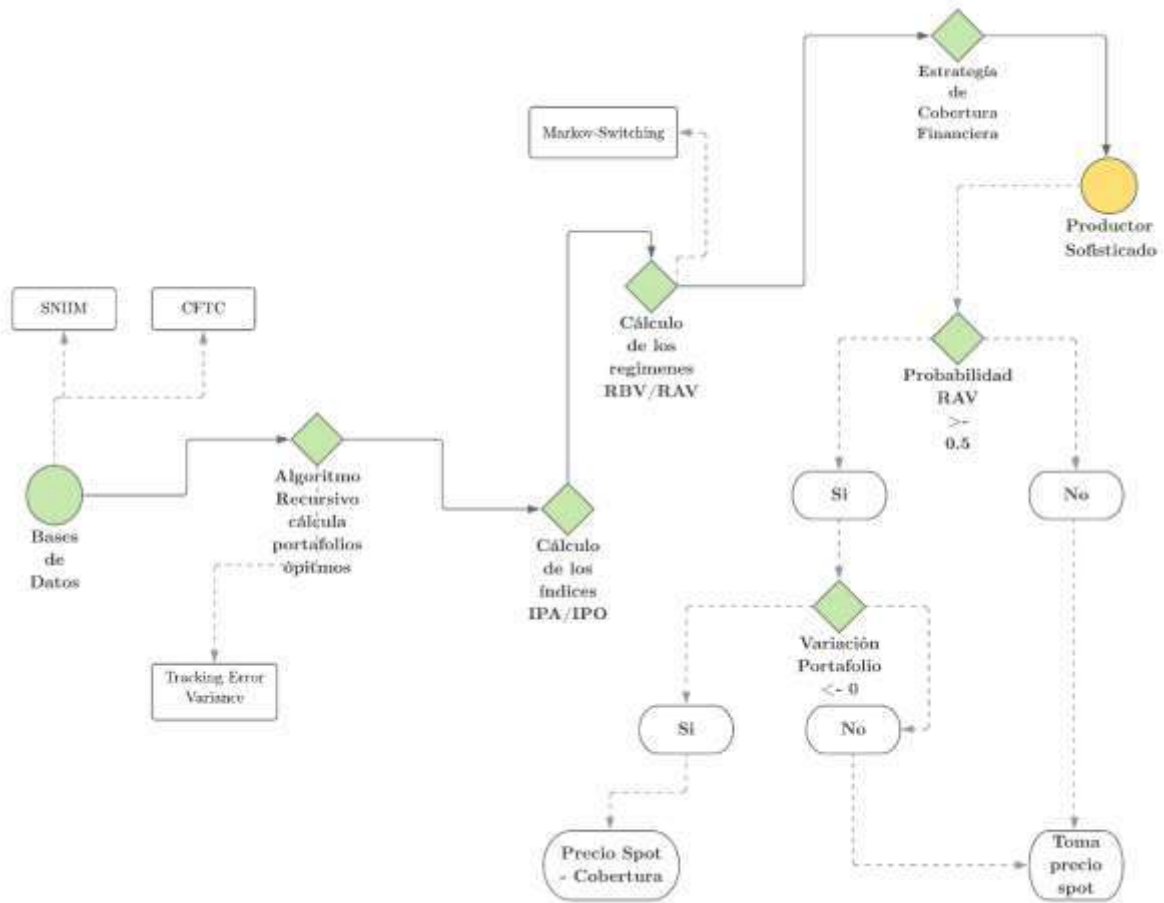 Estrategía
de
Cobertura
Financiera
Markov-Switching
Productor
Sofisticado
SNIIM
CFTC
Cálculo
de los
regimenes
RBV/RAV
Probabilidad
RAV
>-
0.5
Algoritmo
Recursivo
cálcula
portafolios
ópitmos
Si
No
Bases
de
Datos
Cálculo
de los
índices
IPA/IPO
Variación
Portafolio
<- 0
Tracking Error
Variance
Si
No
Precio Spot
- Cobertura
Toma
precio
spot